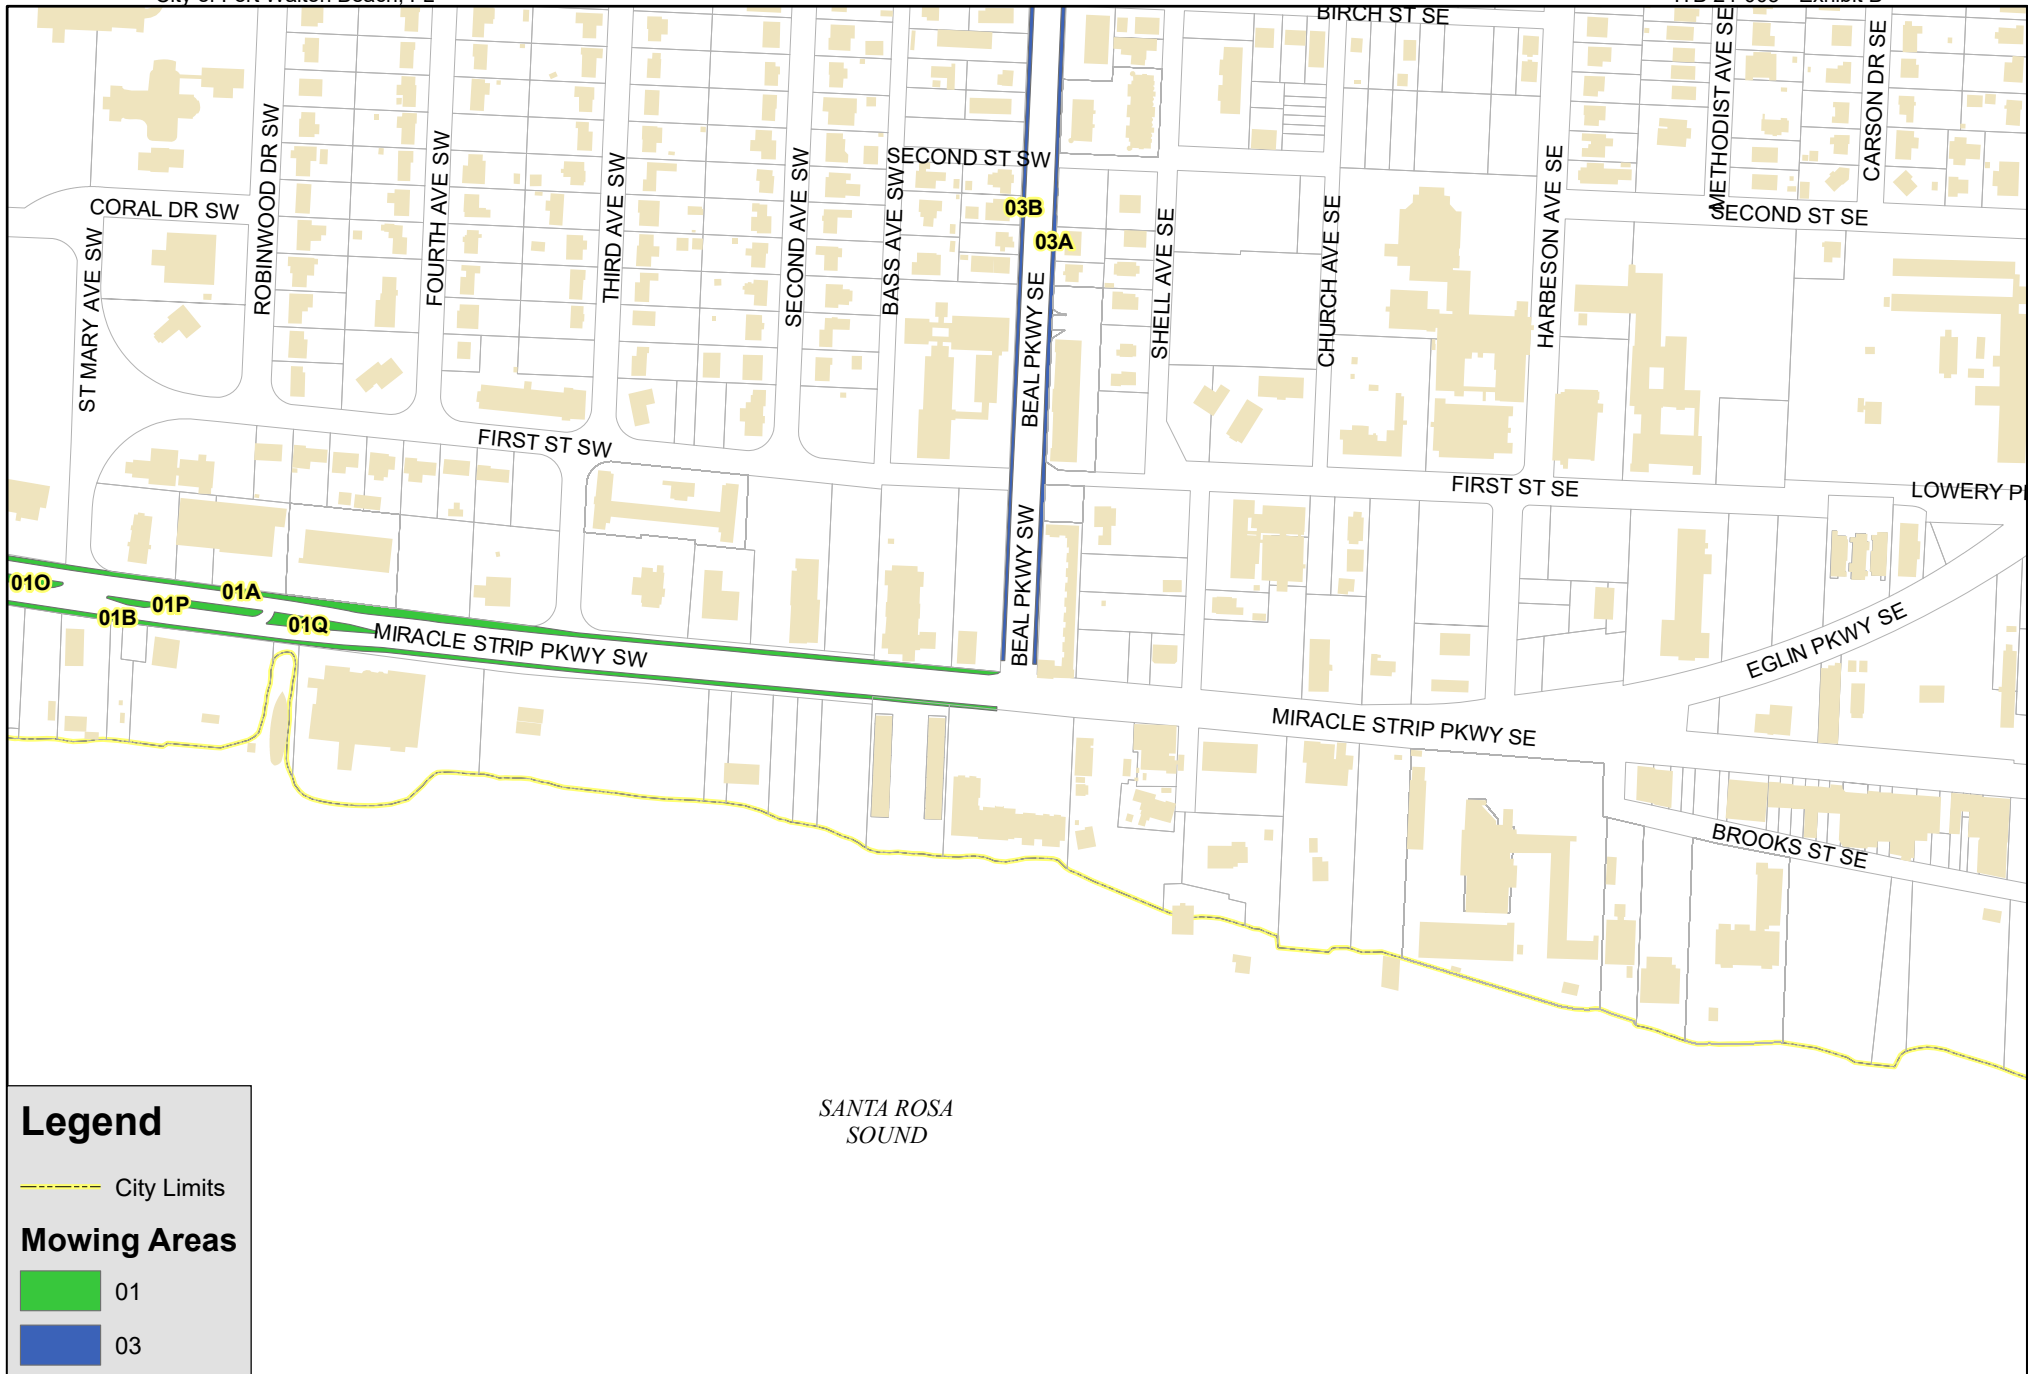 BIRCH ST SE
METHODIST AVE SE
CARSON DR SE
ROBINWOOD DR SW
FOURTH AVE SW
THIRD AVE SW
SECOND AVE SW
BASS AVE SW
SECOND ST SW
HARBESON AVE SE
CORAL DR SW
03B
SECOND ST SE
03A
ST MARY AVE SW
BEAL PKWY SE
SHELL AVE SE
CHURCH AVE SE
FIRST ST SW
FIRST ST SE
LOWERY
BEAL PKWY SW
01O
01A
01P
01B
01Q
MIRACLE STRIP PKWY SW
EGLIN PKWY SE
MIRACLE STRIP PKWY SE
BROOKS ST SE
SANTA ROSA
SOUND
Legend
City Limits
Mowing Areas
01
03